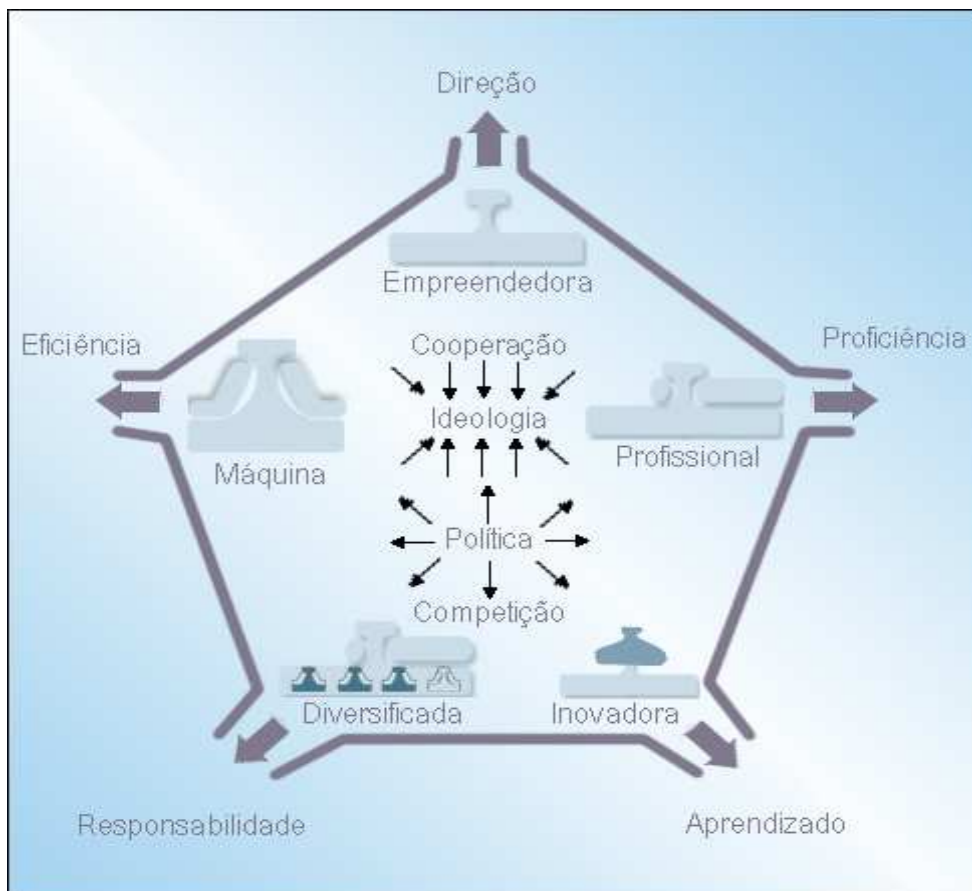 Direção
Empreendedora
Eficiência
Cooperação
Proficiência
Ideologia
Máquina
Profissional
Política
Competição
Diversificada
Inovadora
Responsabilidade
Aprendizado